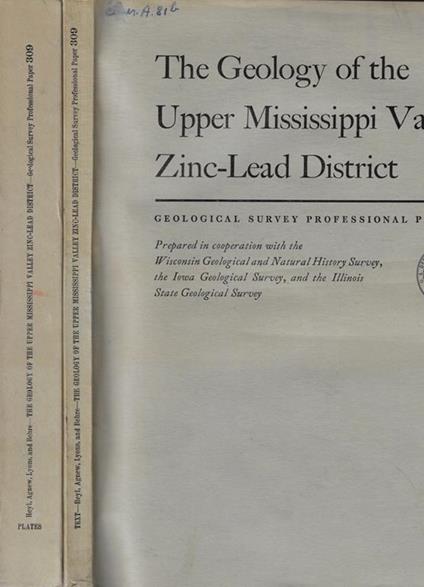 PLATES
Heyl, Agnew, Lyons, and Behre—THE GEOLOGY OF THE UPPER MISSISSIPPI VALLEY ZINC-LEAD DISTRICT—Geological Survey Professional Paper 309
TEXT—Heyl, Agnew, Lyons, and Behre—THE GEOLOGY OF THE UPPER MISSISSIPPI VALLEY ZINC-LEAD DISTRICT—Geological Survey Professional Paper 309
The Geology of the
Upper Mississippi Va
Zinc-Lead District
GEOLOGICAL SURVEY PROFESSIONAL P
Prepared in cooperation with the
Wisconsin Geological and Natural History Survey,
the Iowa Geological Survey, and the Illinois
State Geological Survey